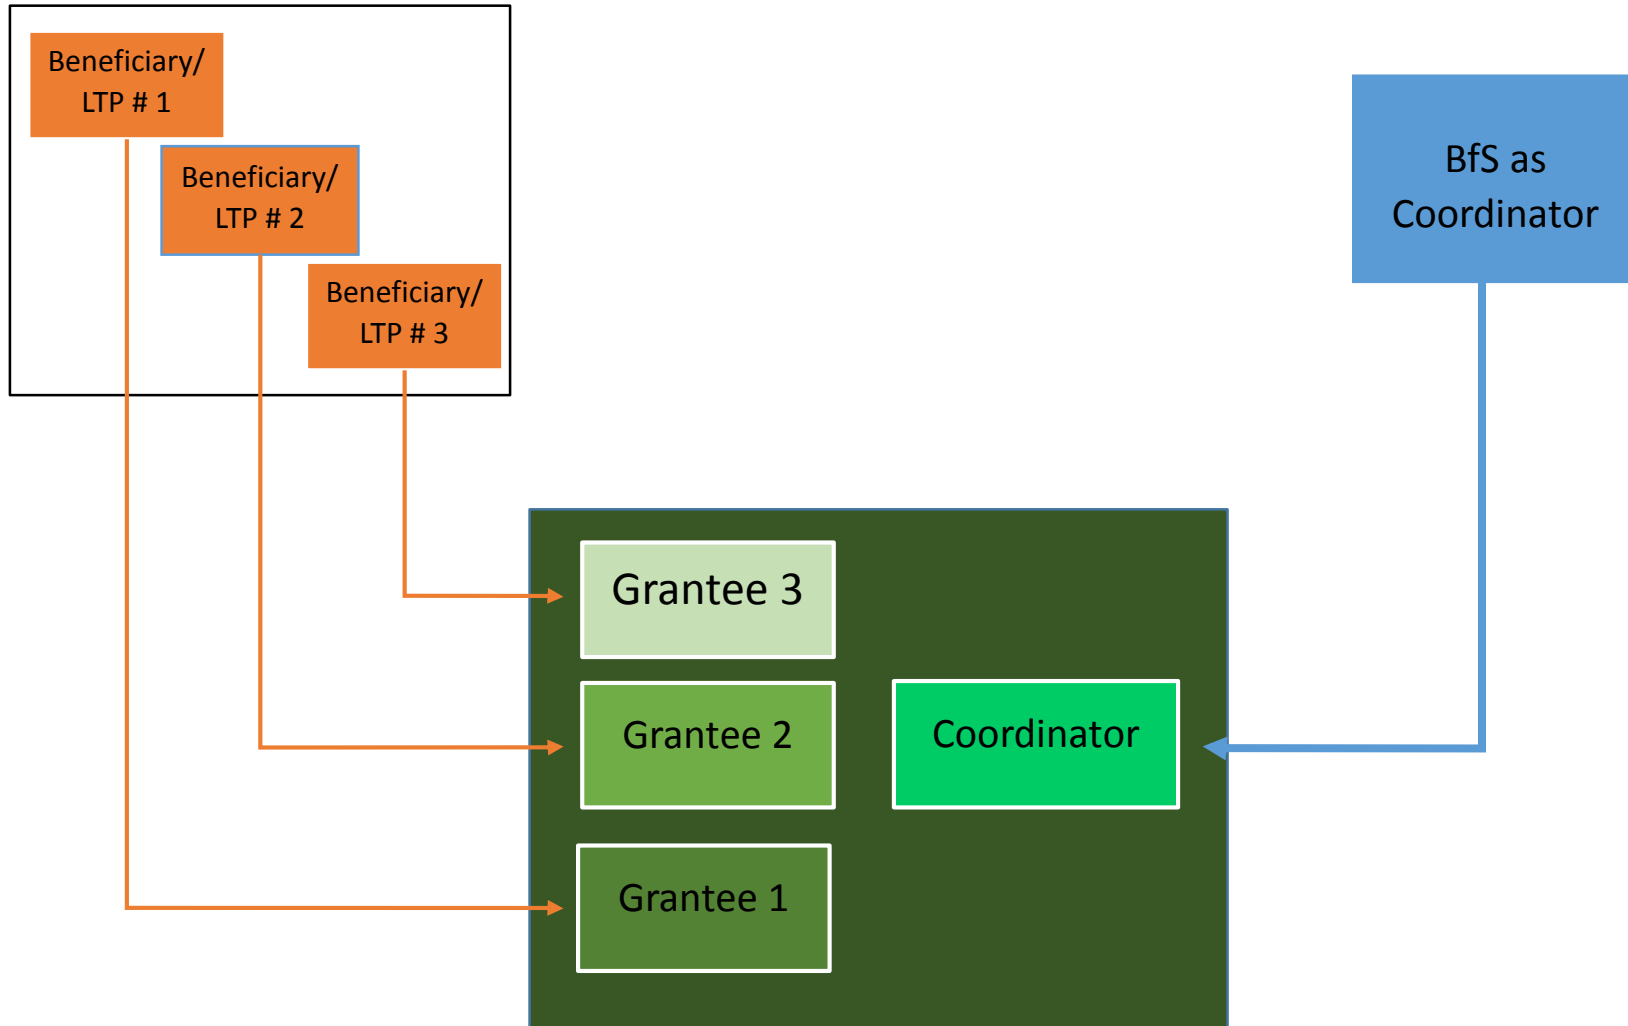 Beneficiary/
LTP # 1
Beneficiary/
LTP # 2
Beneficiary/
LTP # 3
BfS as
Coordinator
Grantee 3
Grantee 2
Coordinator
Grantee 1